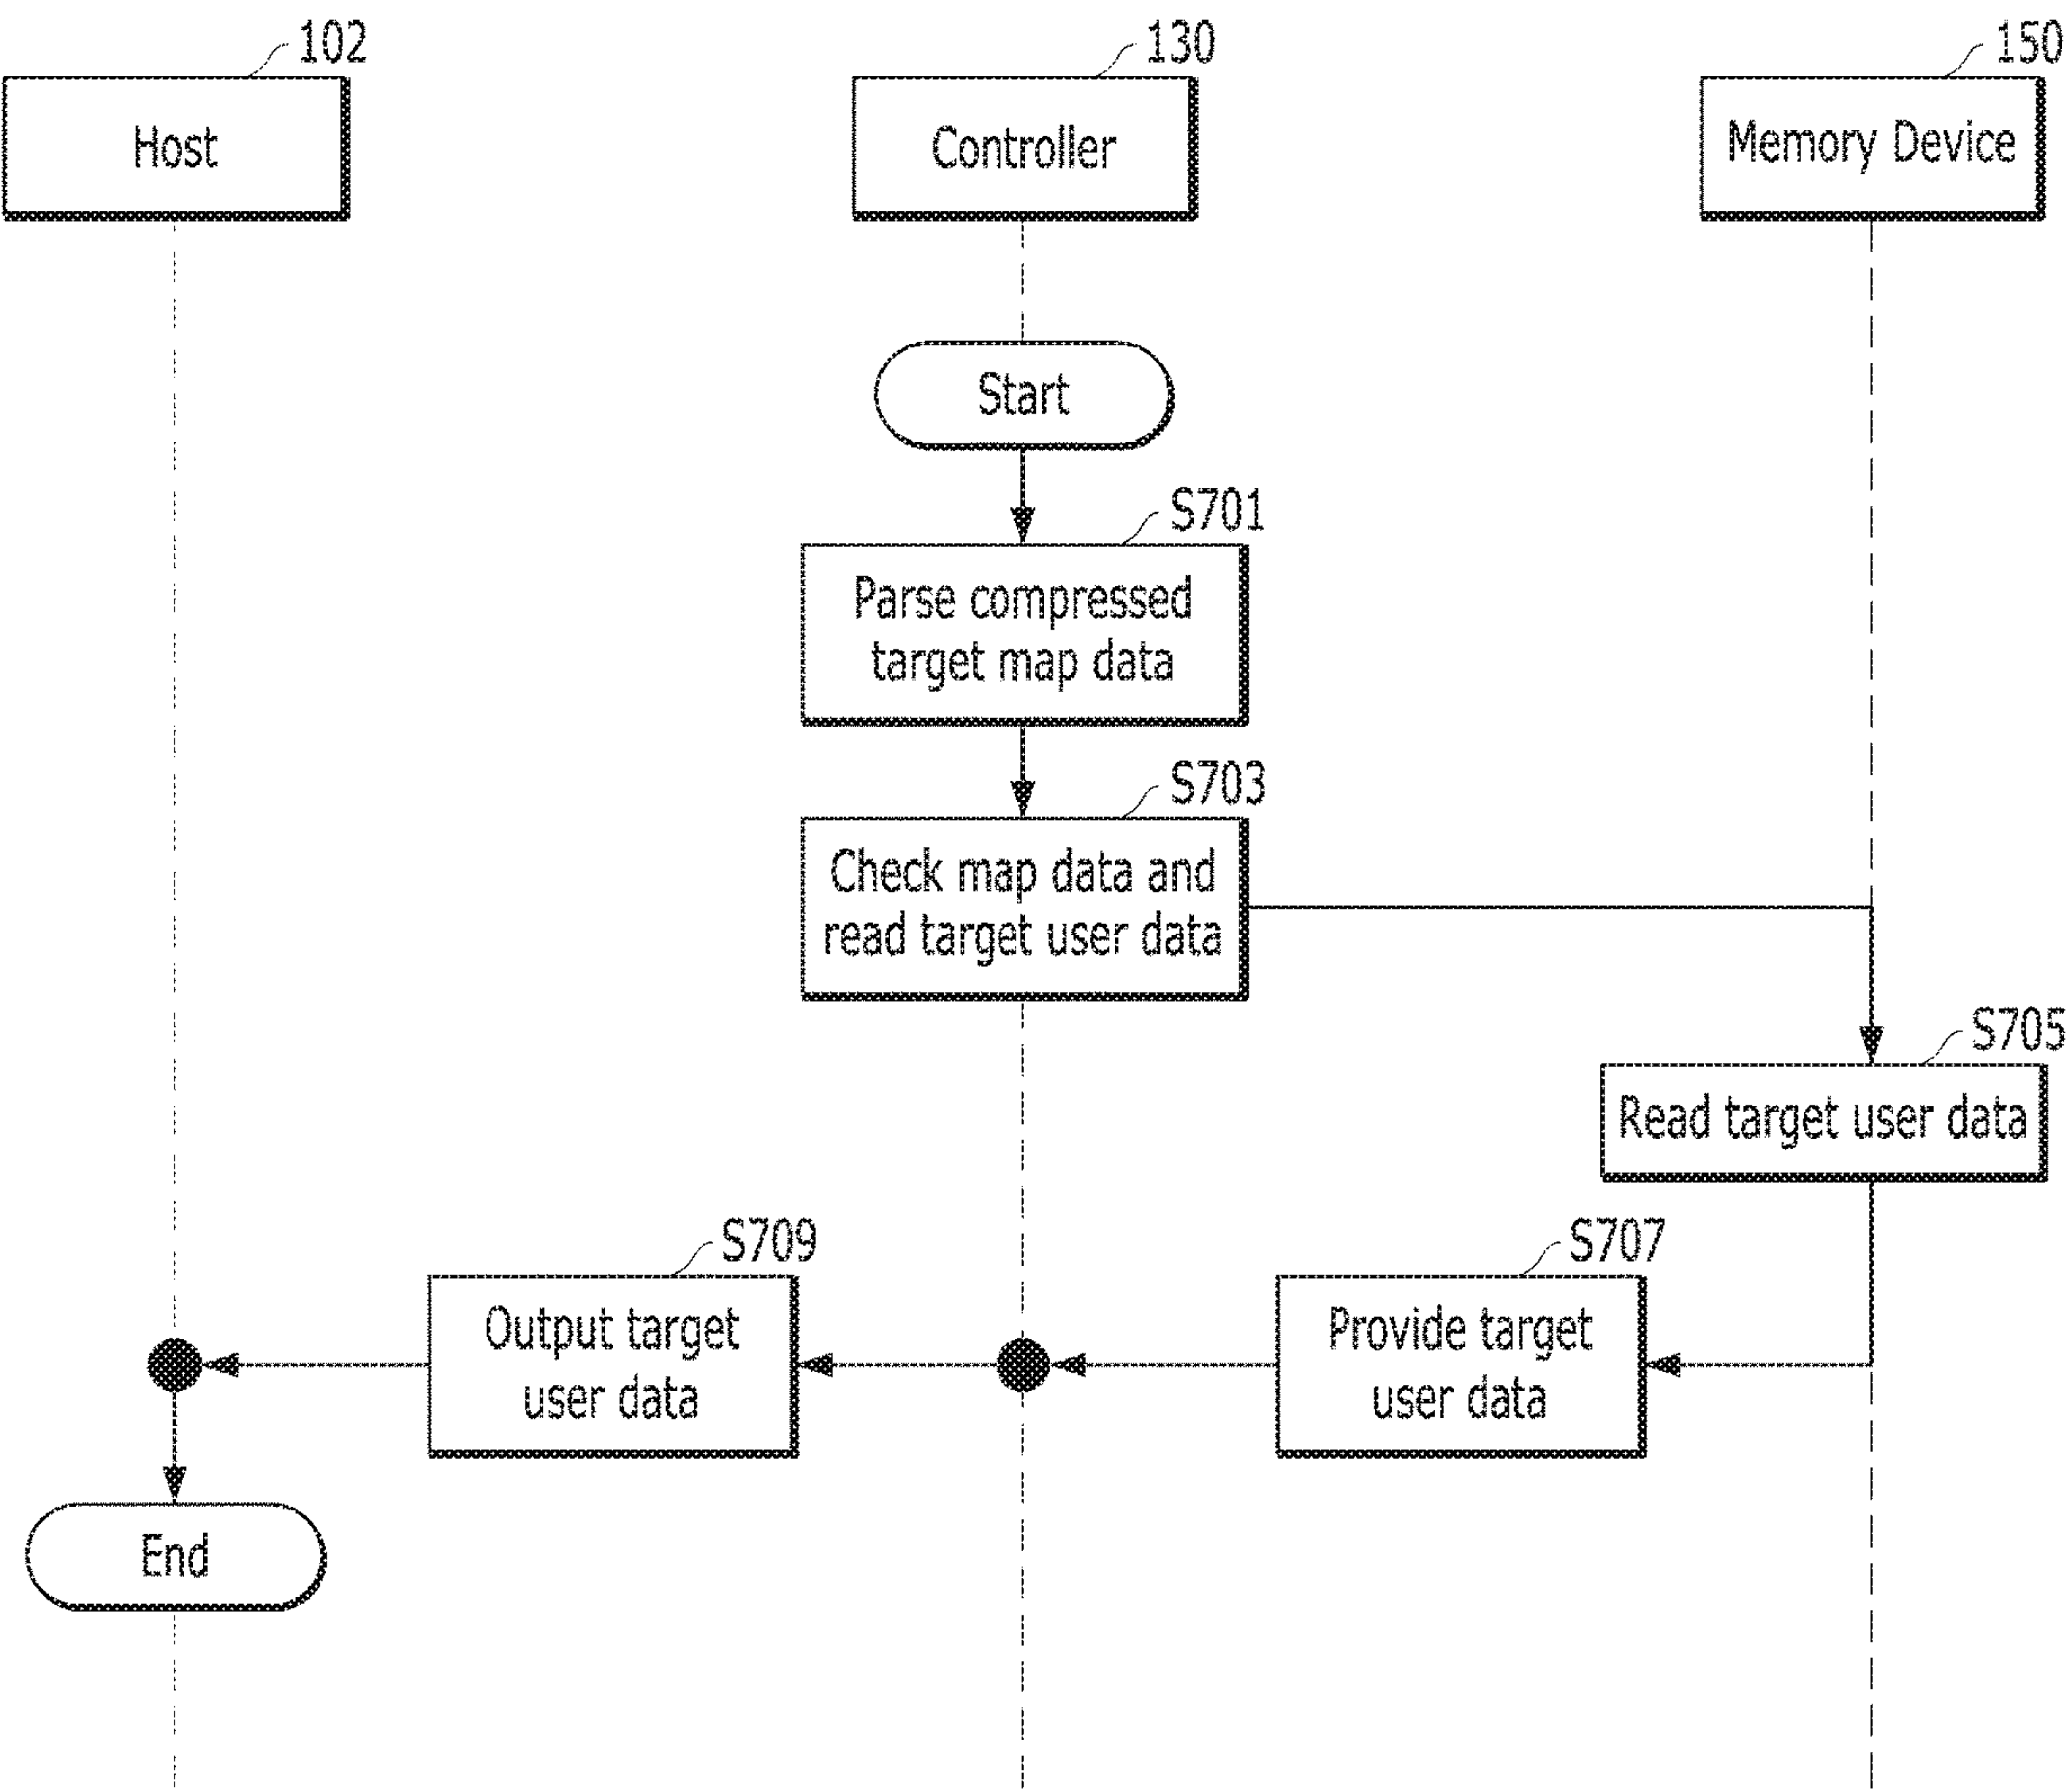 102
130
150
Host
Controller
Memory Device
Start
S701
Parse compressed
target map data
S703
Check map data and
read target user data
S705
Read target user data
S709
S707
Output target
user data
Provide target
user data
End